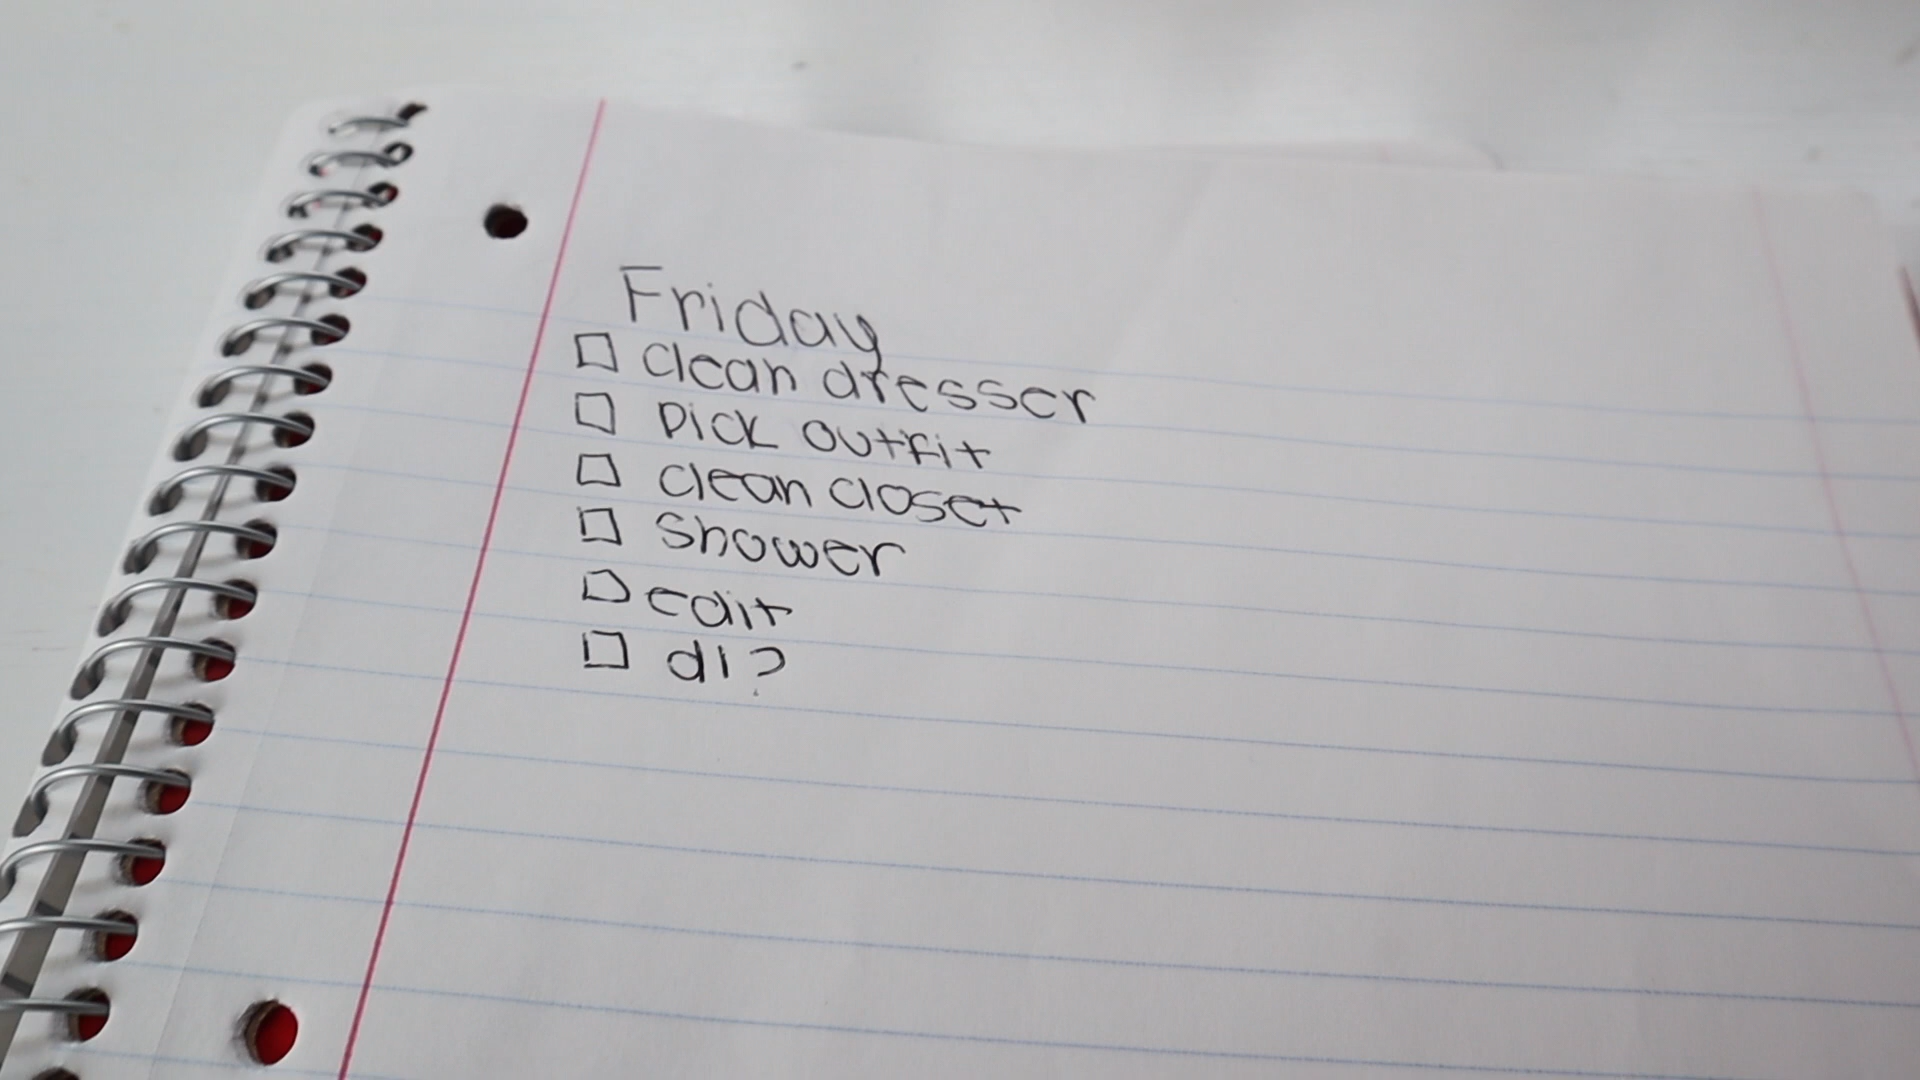 Friday
clean dresser
pick outfit
clean closet
shower
edit
di?